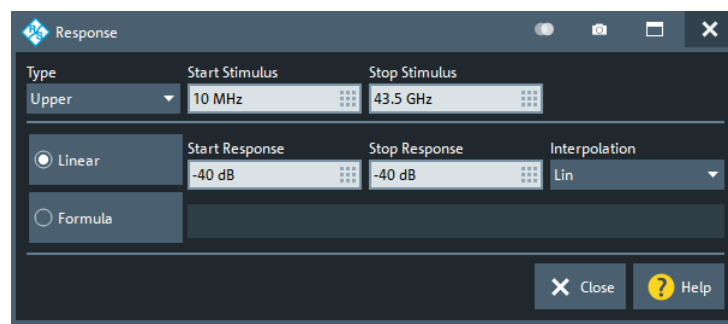 Response
Type
Start Stimulus
Stop Stimulus
Upper
10 MHz
43.5 GHz
Linear
Start Response
Stop Response
Interpolation
-40 dB
-40 dB
Lin
Formula
Close
? Help